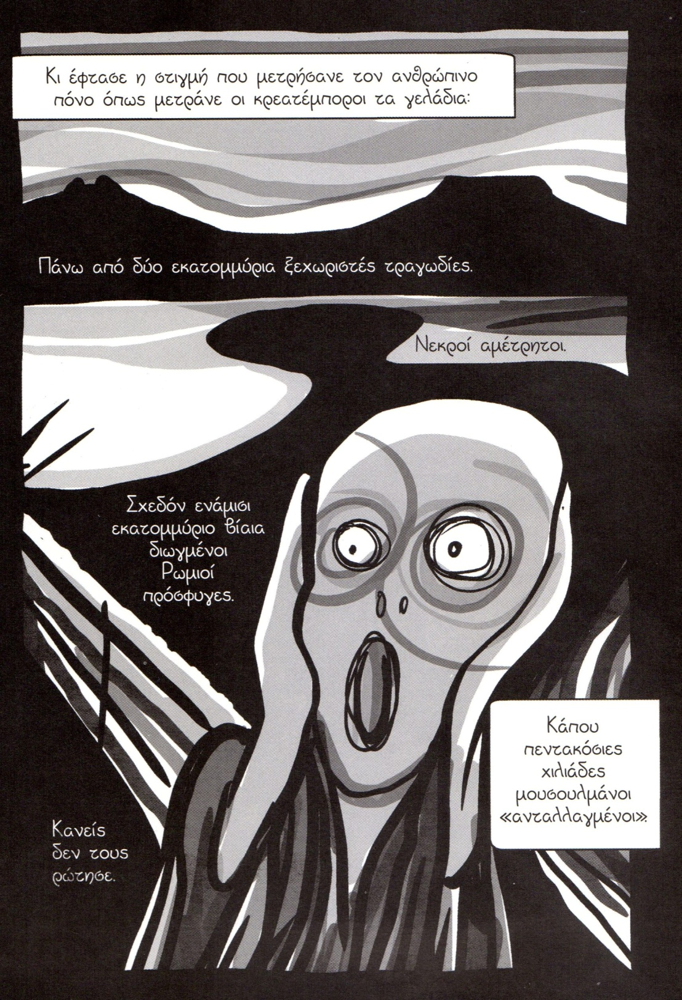 Κι έφτασε η στιγμή που μετρήσανε τον ανθρώπινο
πόνο όπως μετράνε οι κρεατέμποροι τα γελάδια:
Πάνω από δύο εκατομμύρια ξεχωριστές τραγωδίες.
Νεκροί αμέτρητοι.
Σχεδόν ενάμισι
εκατομμύριο βίαια
διωγμένοι
Ρωμιοί
πρόσφυγες.
Κάπου
πεντακόσιες
χιλιάδες
μουσουλμάνοι
«ανταλλαγμένοι».
Κανείς
δεν τους
ρώτησε.